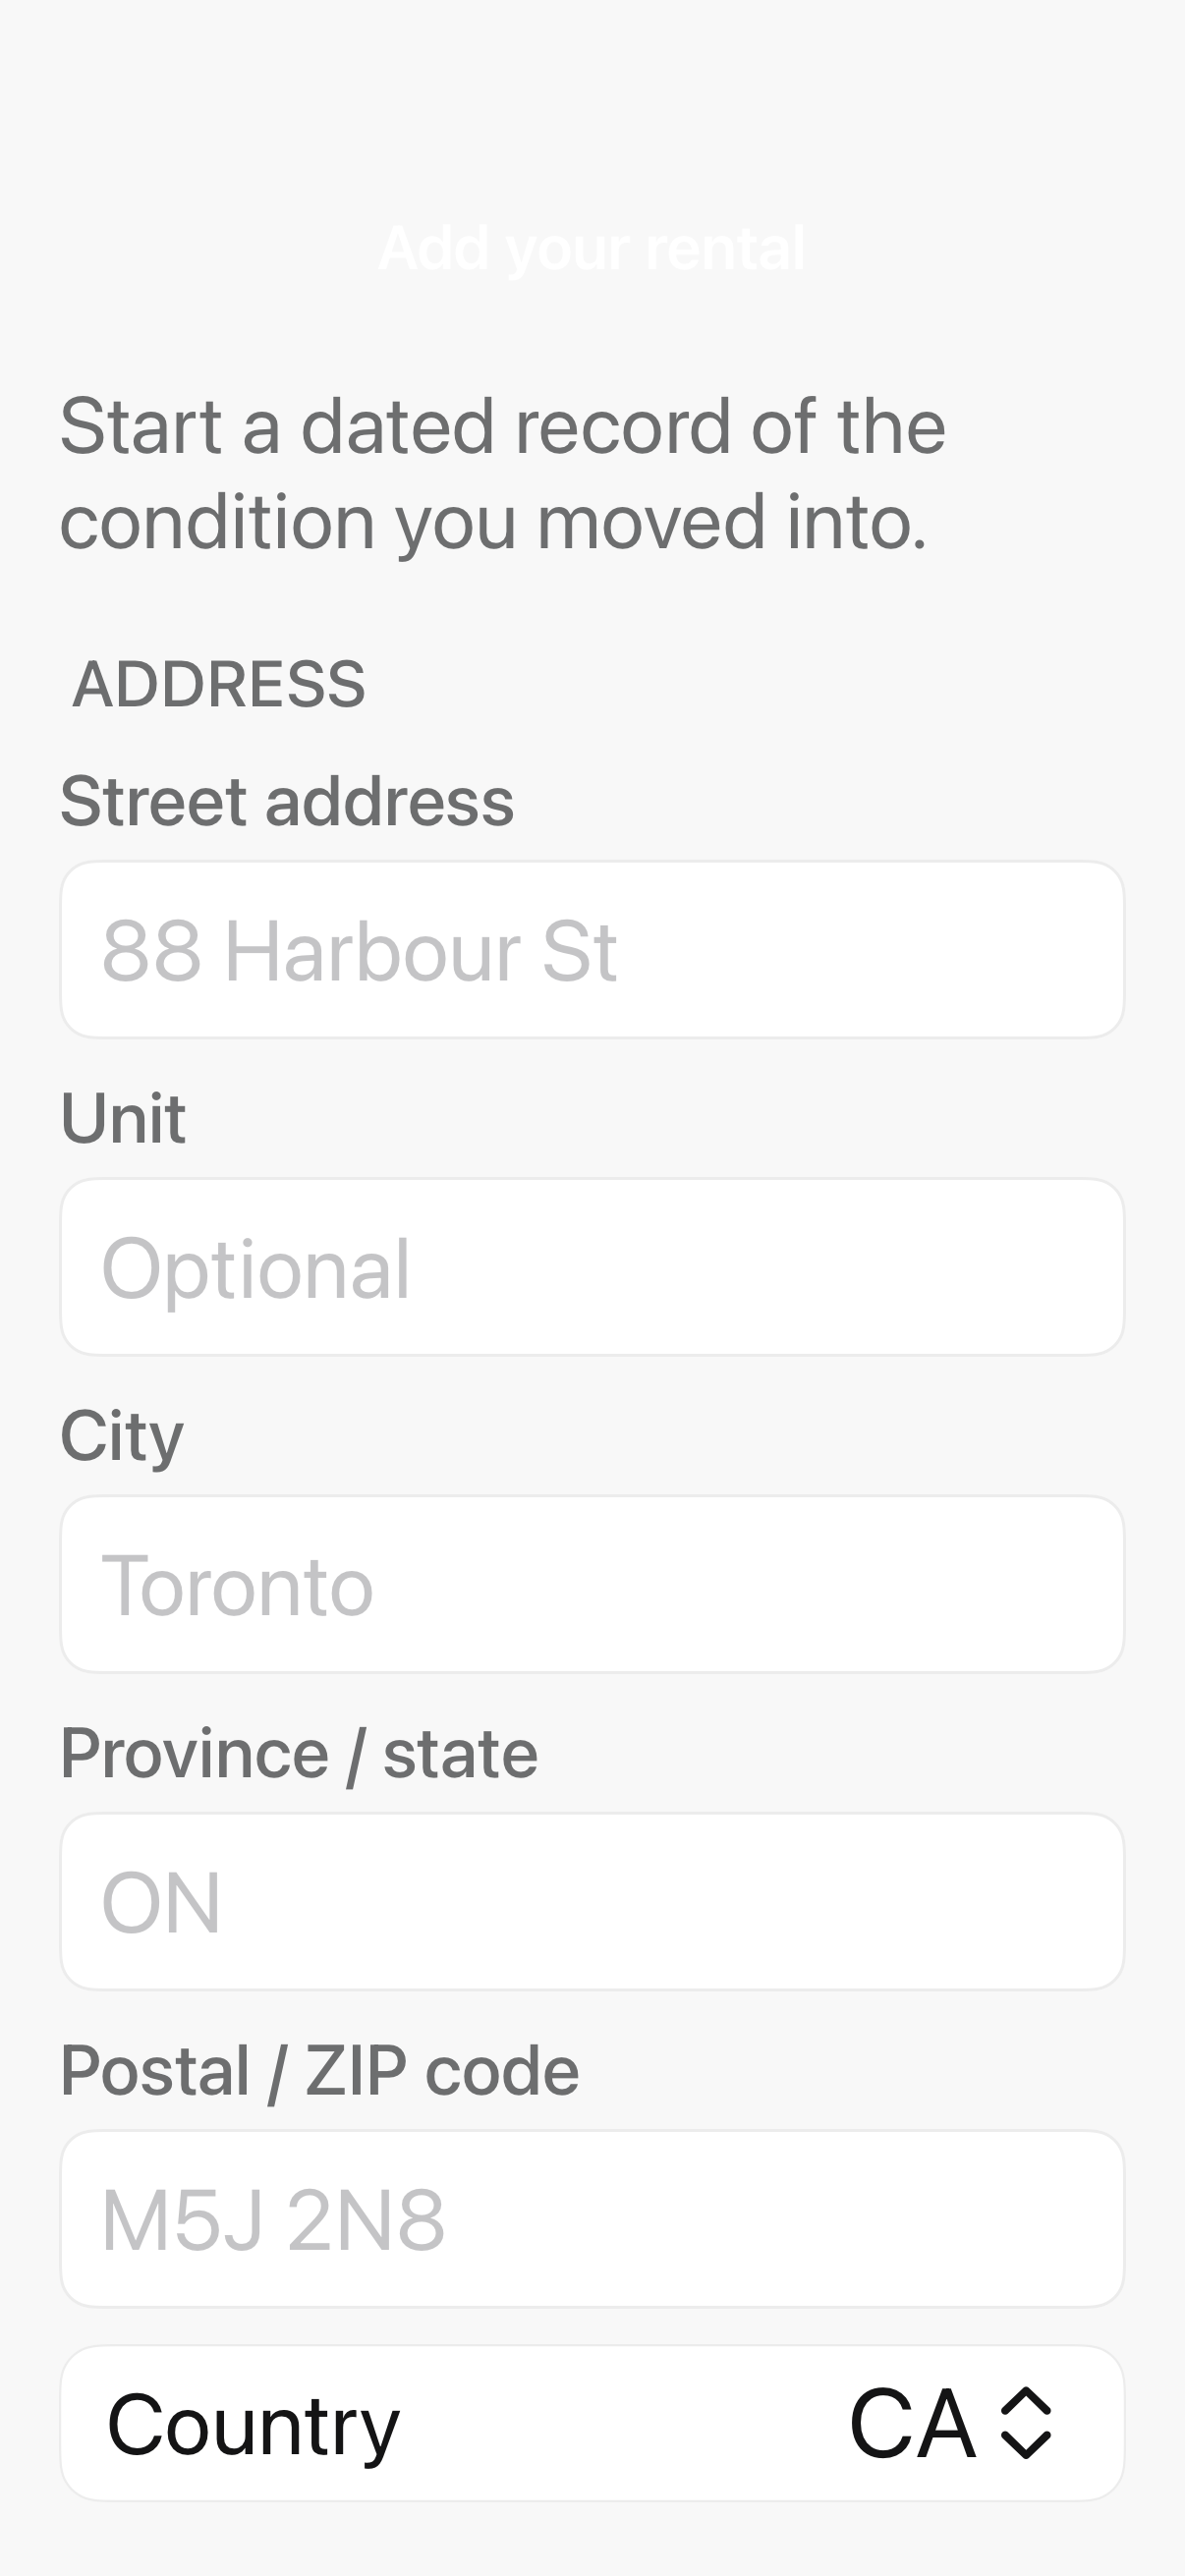 Add your rental
Start a dated record of the
condition you moved into.
ADDRESS
Street address
88 Harbour St
Unit
Optional
City
Toronto
Province / state
ON
Postal / ZIP code
M5J 2N8
Country CA